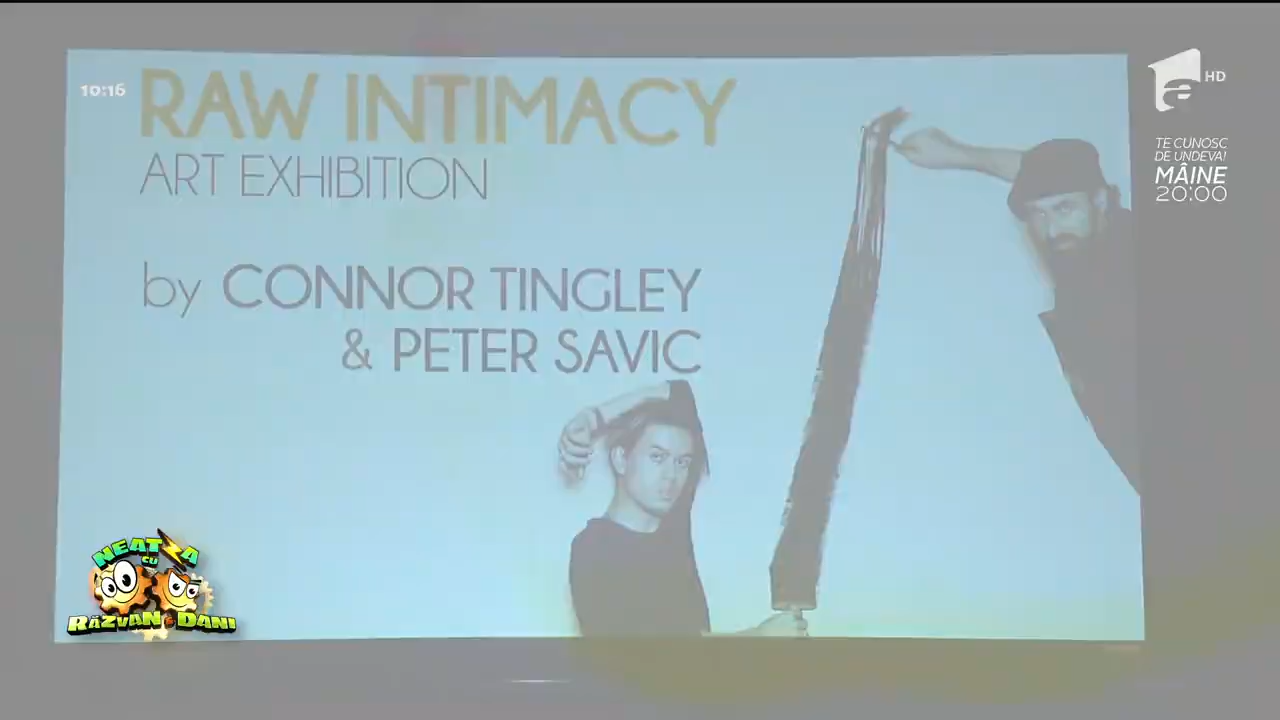 10:16
RAW INTIMACY
ART EXHIBITION
by CONNOR TINGLEY
& PETER SAVIC
HD
TE CUNOSC
DE UNDEVA!
MÂINE
20:00
NEATZA
CU
RĂZVAN & DANI